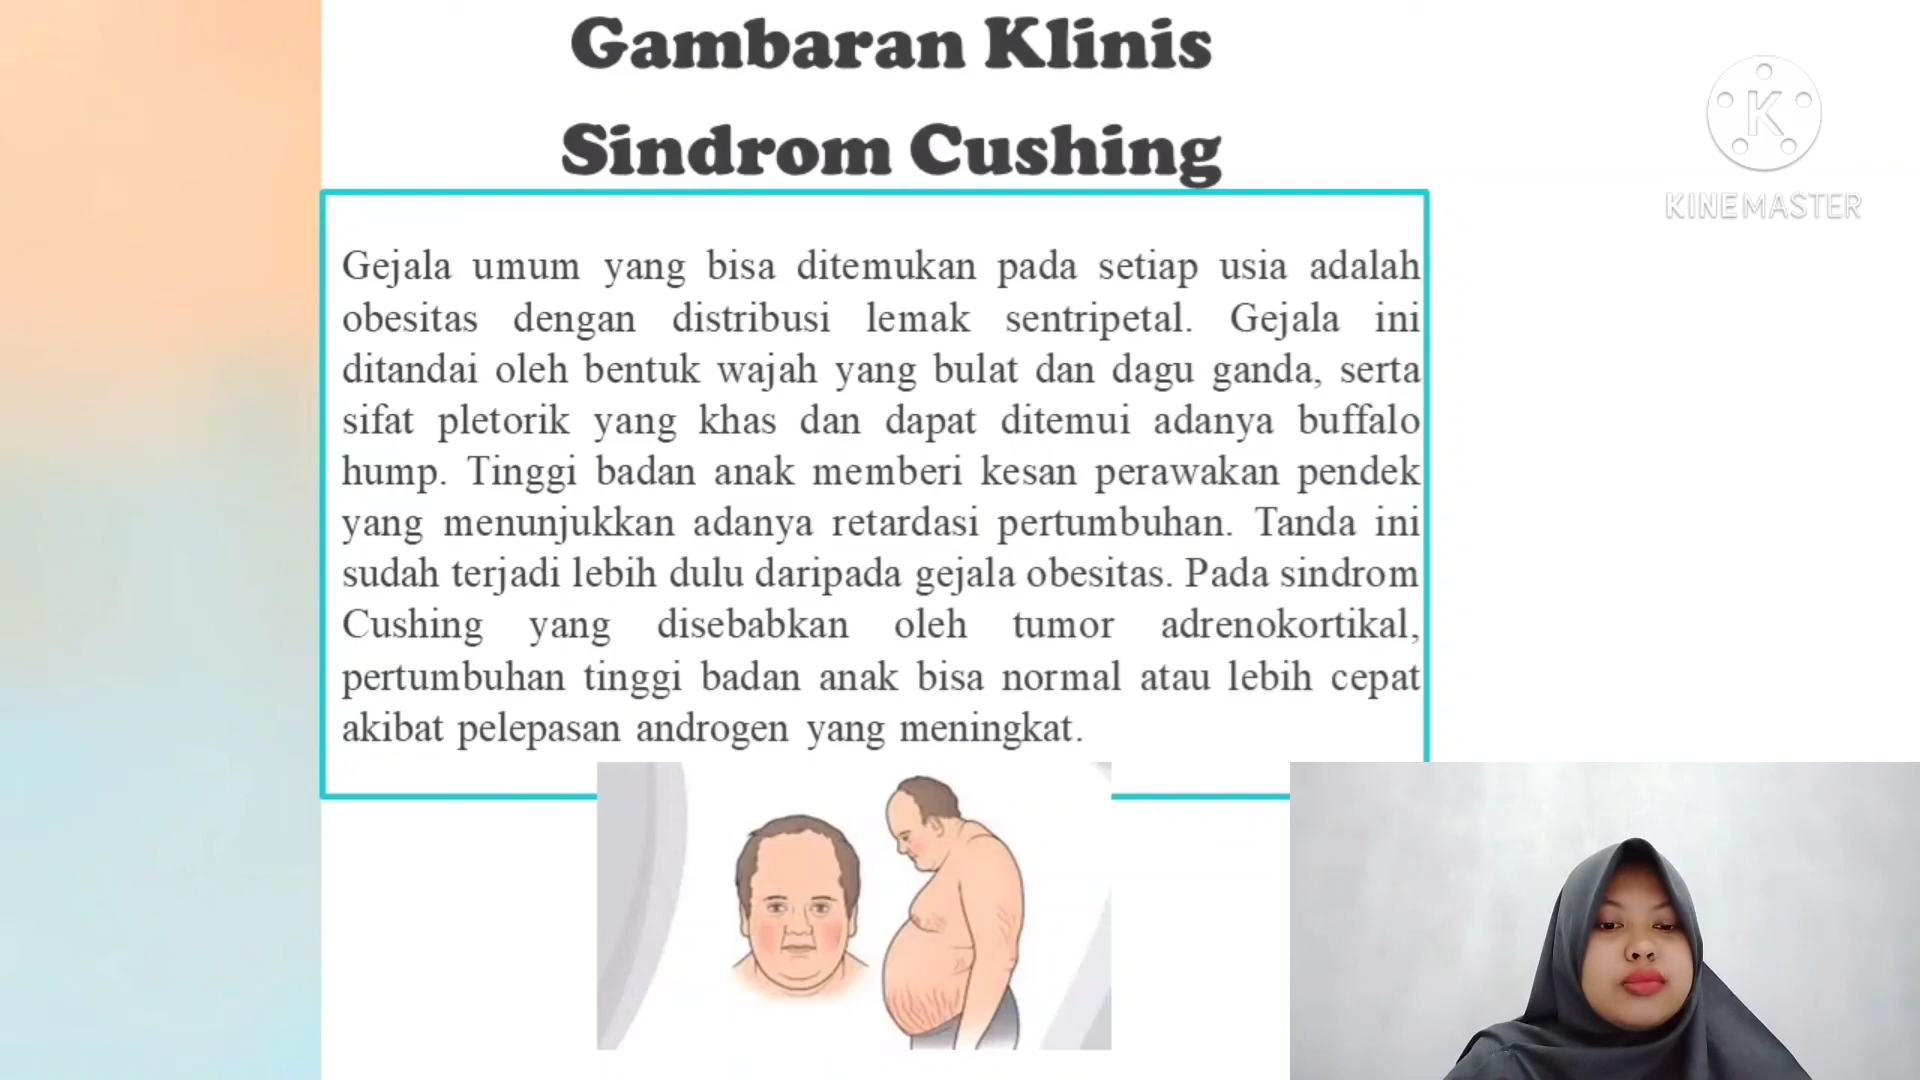 Gambaran Klinis
Sindrom Cushing
K
KINEMASTER
Gejala umum yang bisa ditemukan pada setiap usia adalah
obesitas dengan distribusi lemak sentripetal. Gejala ini
ditandai oleh bentuk wajah yang bulat dan dagu ganda, serta
sifat pletorik yang khas dan dapat ditemui adanya buffalo
hump. Tinggi badan anak memberi kesan perawakan pendek
yang menunjukkan adanya retardasi pertumbuhan. Tanda ini
sudah terjadi lebih dulu daripada gejala obesitas. Pada sindrom
Cushing yang disebabkan oleh tumor adrenokortikal,
pertumbuhan tinggi badan anak bisa normal atau lebih cepat
akibat pelepasan androgen yang meningkat.